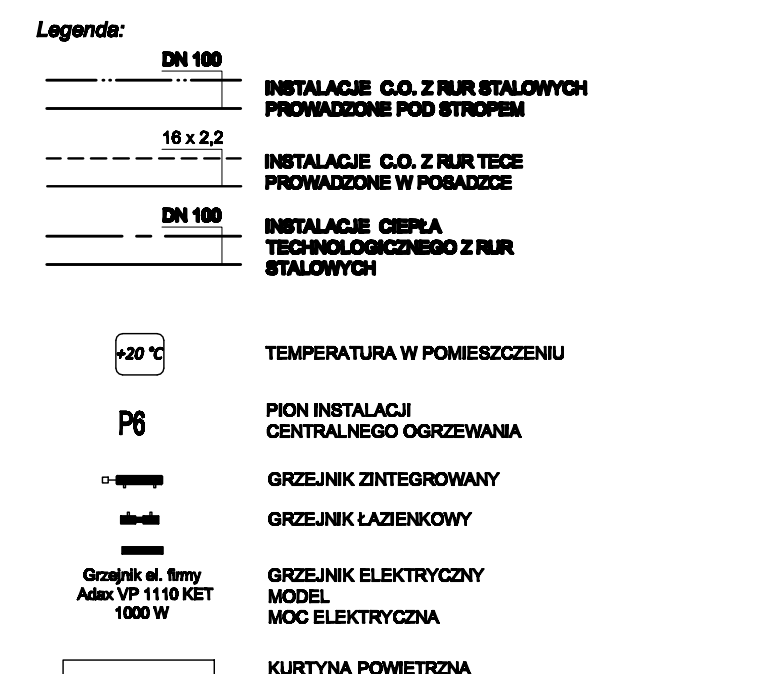 Legenda:
DN 100
INSTALACJE C.O. Z RUR STALOWYCH
PROWADZONE POD STROPEM
16 x 2,2
INSTALACJE C.O. Z RUR TECE
PROWADZONE W POSADZCE
DN 100
INSTALACJE CIEPŁA
TECHNOLOGICZNEGO Z RUR
STALOWYCH
+20 °C
TEMPERATURA W POMIESZCZENIU
P6
PION INSTALACJI
CENTRALNEGO OGRZEWANIA
GRZEJNIK ZINTEGROWANY
GRZEJNIK ŁAZIENKOWY
Grzejnik el. firmy
Adax VP 1110 KET
1000 W
GRZEJNIK ELEKTRYCZNY
MODEL
MOC ELEKTRYCZNA
KURTYNA POWIETRZNA